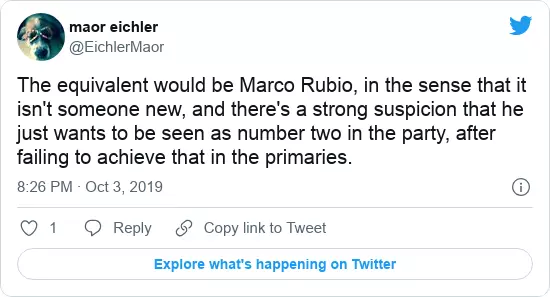 maor eichler
@EichlerMaor
The equivalent would be Marco Rubio, in the sense that it
isn't someone new, and there's a strong suspicion that he
just wants to be seen as number two in the party, after
failing to achieve that in the primaries.
8:26 PM · Oct 3, 2019
1 Reply Copy link to Tweet
Explore what's happening on Twitter